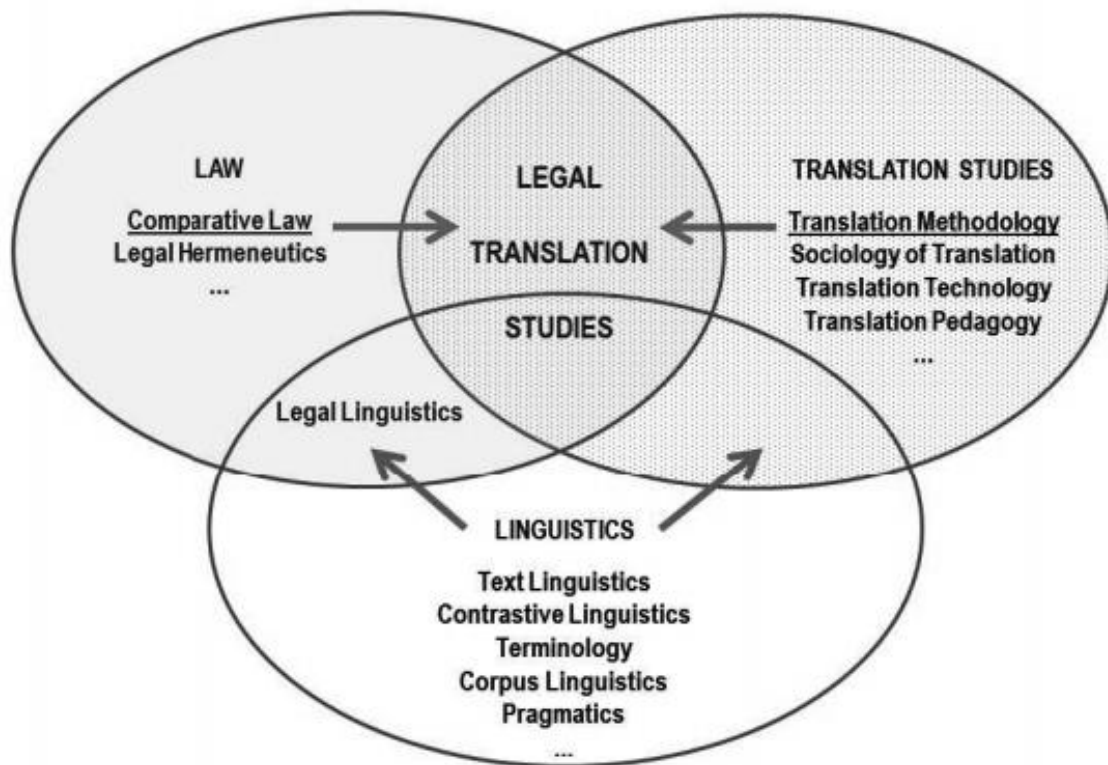 LAW
Comparative Law
Legal Hermeneutics
...
LEGAL
TRANSLATION
STUDIES
TRANSLATION STUDIES
Translation Methodology
Sociology of Translation
Translation Technology
Translation Pedagogy
...
Legal Linguistics
LINGUISTICS
Text Linguistics
Contrastive Linguistics
Terminology
Corpus Linguistics
Pragmatics
...